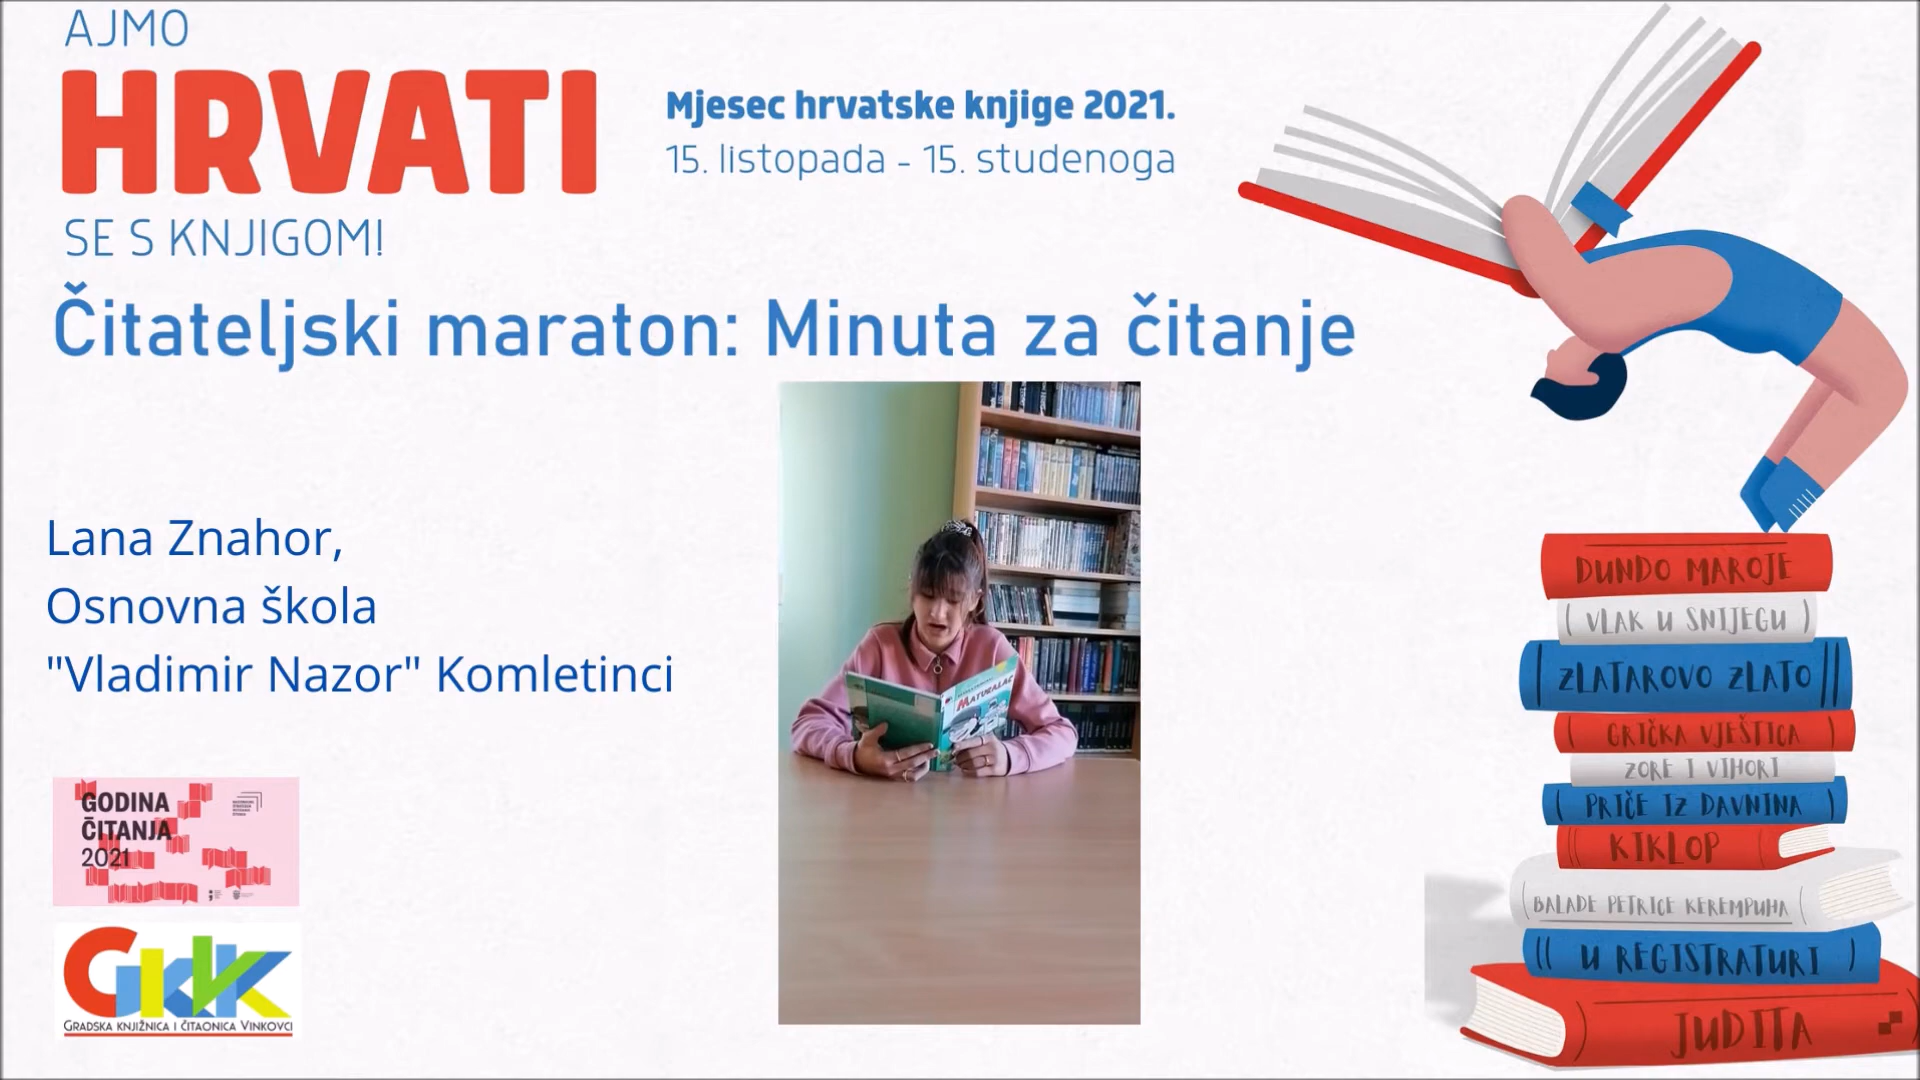 AJMO
HRVATI
SE S KNJIGOM!
Mjesec hrvatske knjige 2021.
15. listopada - 15. studenoga
Čitateljski maraton: Minuta za čitanje
Lana Znahor,
Osnovna škola
"Vladimir Nazor" Komletinci
MATURALAC
GODINA
ČITANJA
2021
GKVK
GRADSKA KNJIŽNICA I ČITAONICA VINKOVCI
DUNDO MAROJE
VLAK U SNIJEGU
ZLATAROVO ZLATO
GRIČKA VJEŠTICA
ZORE I VIHORI
PRIČE IZ DAVNINA
KIKLOP
BALADE PETRICE KEREMPUHA
U REGISTRATURI
JUDITA